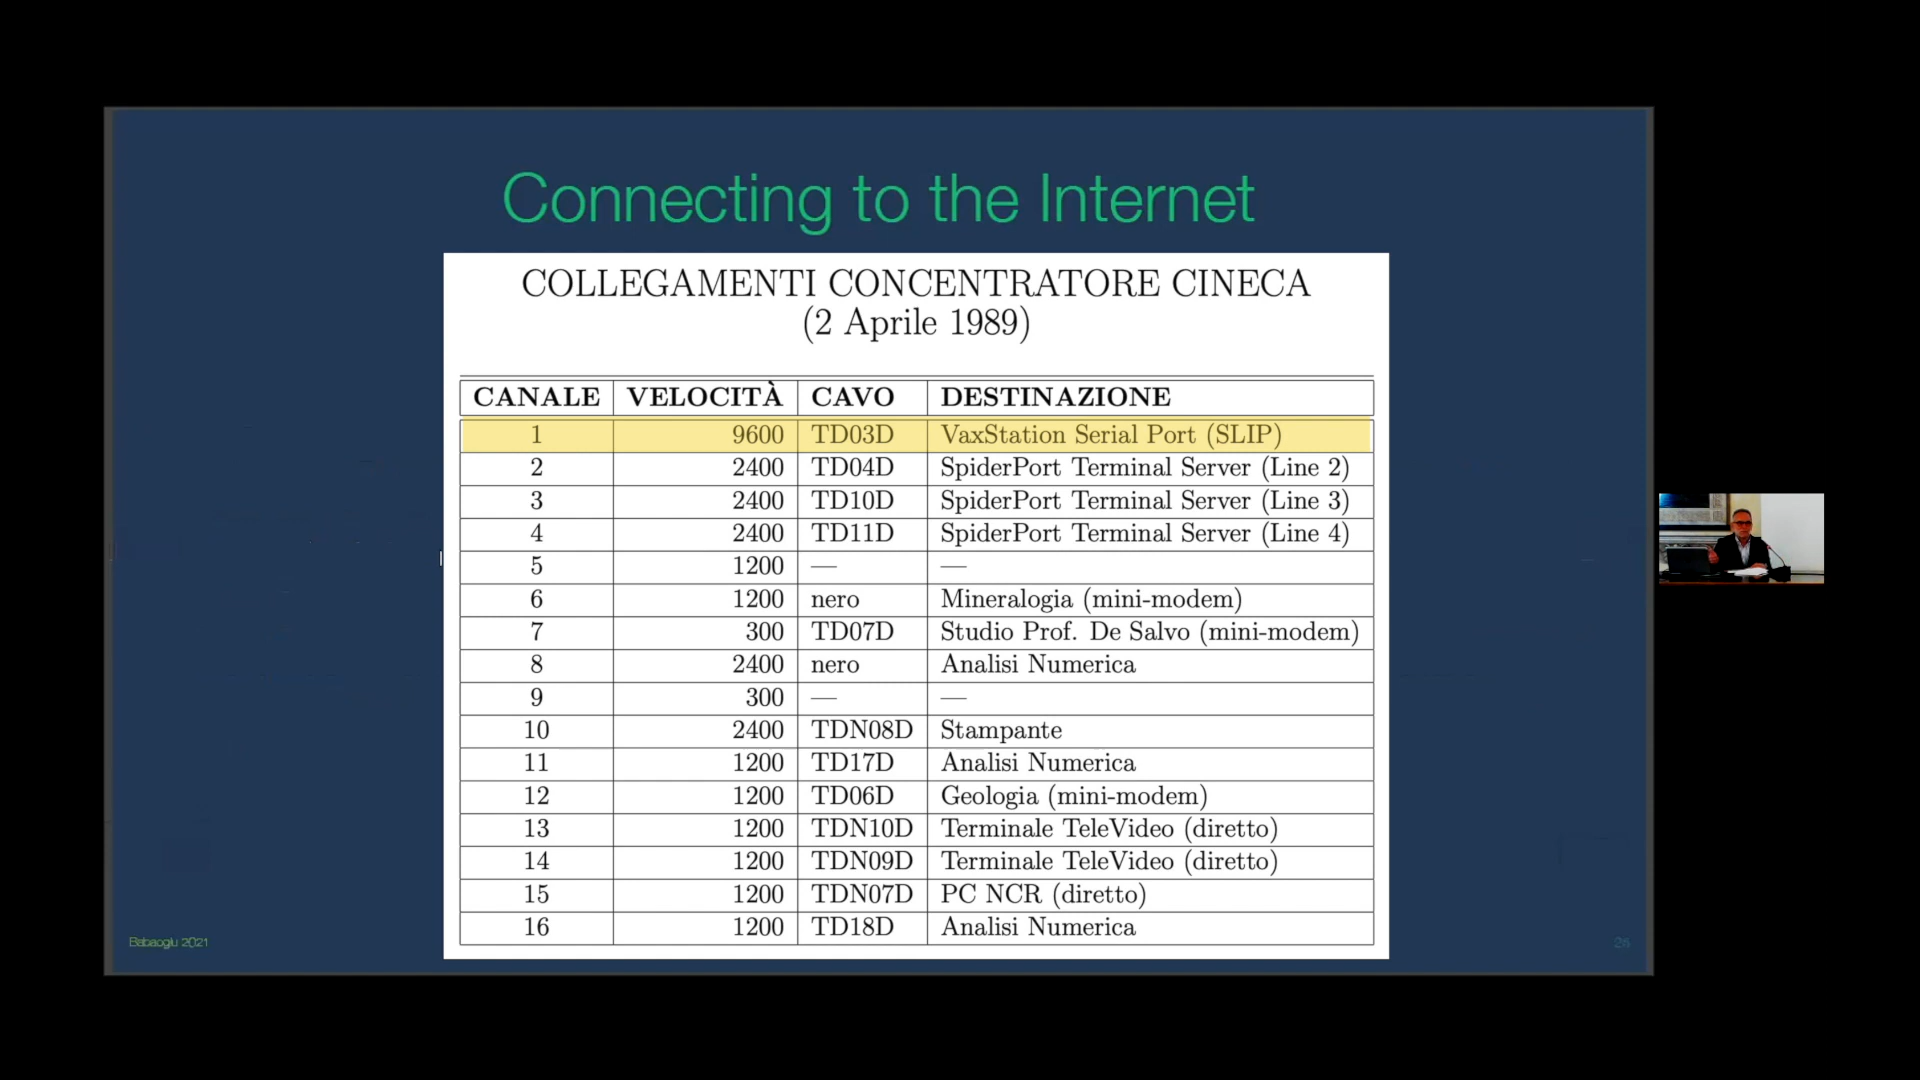 Connecting to the Internet
COLLEGAMENTI CONCENTRATORE CINECA
(2 Aprile 1989)
CANALE VELOCITÀ CAVO DESTINAZIONE
1 9600 TD03D VaxStation Serial Port (SLIP)
2 2400 TD04D SpiderPort Terminal Server (Line 2)
3 2400 TD10D SpiderPort Terminal Server (Line 3)
4 2400 TD11D SpiderPort Terminal Server (Line 4)
5 1200 — —
6 1200 nero Mineralogia (mini-modem)
7 300 TD07D Studio Prof. De Salvo (mini-modem)
8 2400 nero Analisi Numerica
9 300 — —
10 2400 TDN08D Stampante
11 1200 TD17D Analisi Numerica
12 1200 TD06D Geologia (mini-modem)
13 1200 TDN10D Terminale TeleVideo (diretto)
14 1200 TDN09D Terminale TeleVideo (diretto)
15 1200 TDN07D PC NCR (diretto)
16 1200 TD18D Analisi Numerica
Babaoglu 2021